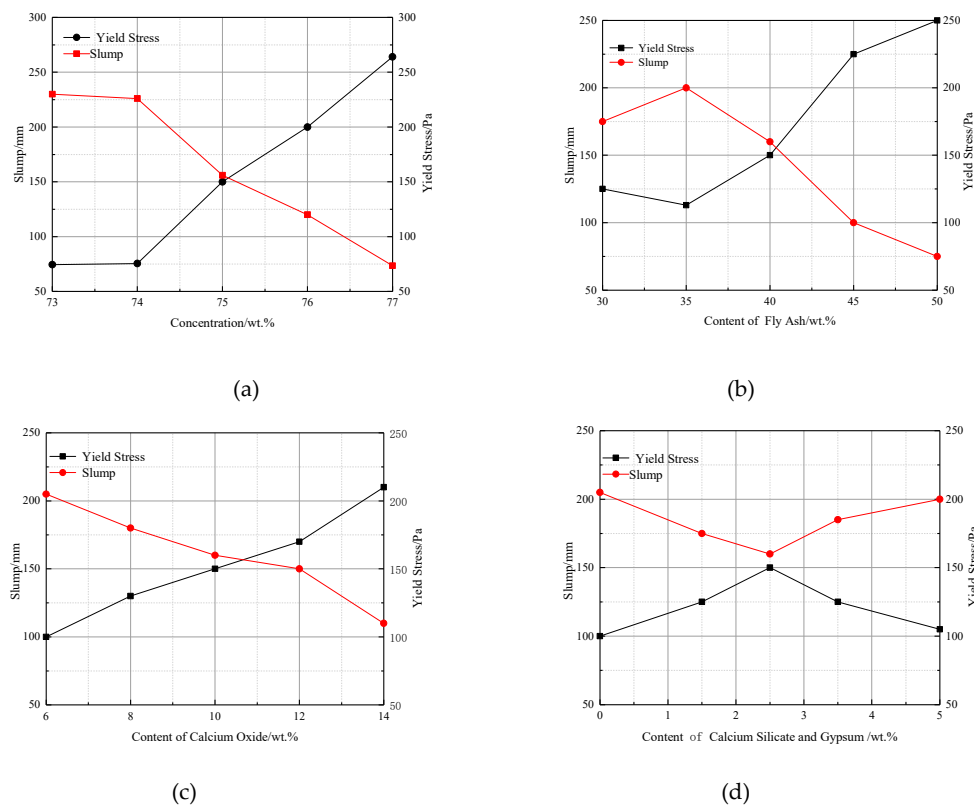 300
250
200
150
100
50
Slump/mm
Yield Stress
Slump
300
250
200
150
100
50
Yield Stress/Pa
73 74 75 76 77
Concentration/wt.%
(a)
250
200
150
100
50
Slump/mm
Yield Stress
Slump
250
200
150
100
50
Yield Stress/Pa
30 35 40 45 50
Content of Fly Ash/wt.%
(b)
250
200
150
100
50
Slump/mm
Yield Stress
Slump
250
200
150
100
50
Yield Stress/Pa
6 8 10 12 14
Content of Calcium Oxide/wt.%
(c)
250
200
150
100
50
Slump/mm
Yield Stress
Slump
250
200
150
100
50
Yield Stress/Pa
0 1 2 3 4 5
Content of Calcium Silicate and Gypsum /wt.%
(d)